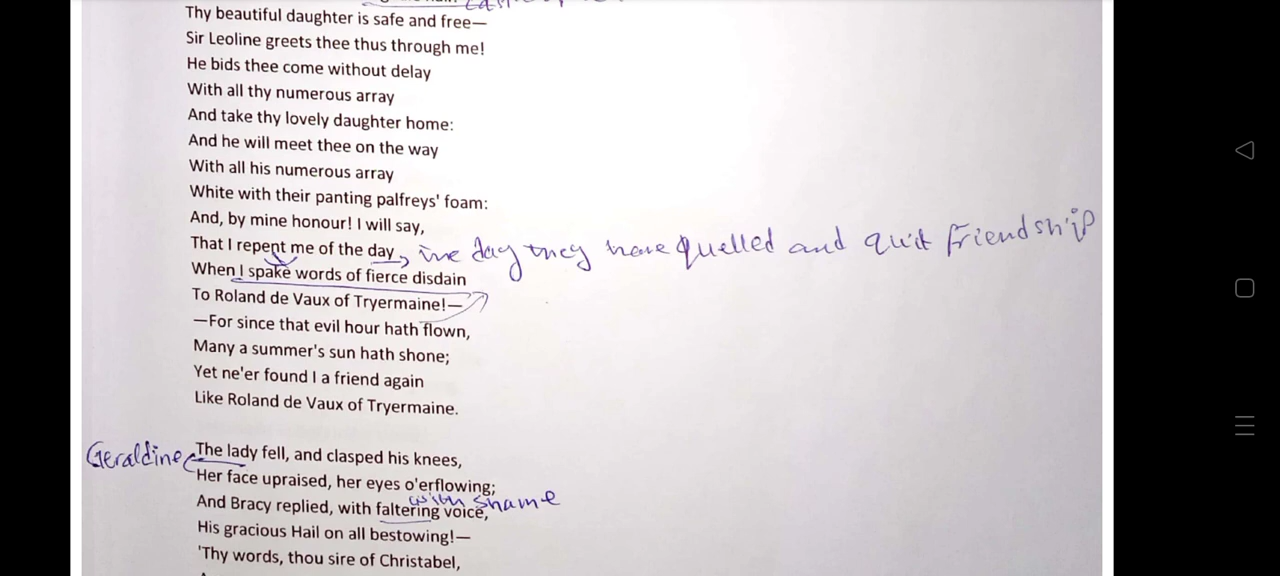 Thy beautiful daughter is safe and free—
Sir Leoline greets thee thus through me!
He bids thee come without delay
With all thy numerous array
And take thy lovely daughter home:
And he will meet thee on the way
With all his numerous array
White with their panting palfreys' foam:
And, by mine honour! I will say,
That I repent me of the day day they have quelled and quit friendship
When I spake words of fierce disdain
To Roland de Vaux of Tryermaine!—
—For since that evil hour hath flown,
Many a summer's sun hath shone;
Yet ne'er found I a friend again
Like Roland de Vaux of Tryermaine.
Geraldine The lady fell, and clasped his knees,
Her face upraised, her eyes o'erflowing;
with shame
And Bracy replied, with faltering voice,
His gracious Hail on all bestowing!—
'Thy words, thou sire of Christabel,